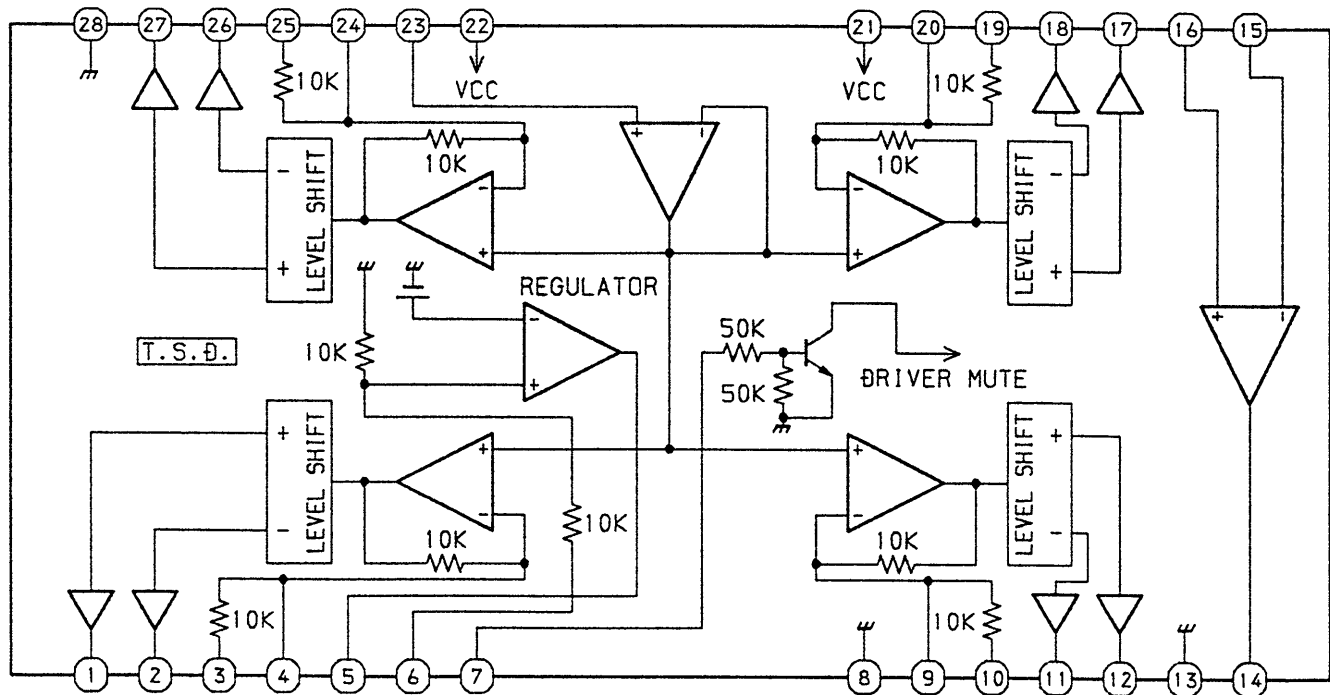 28 27 26 25 24 23 22 21 20 19 18 17 16 15
10K VCC VCC 10K
+ -
10K 10K
LEVEL SHIFT - + - + - + LEVEL SHIFT - +
REGULATOR
+ -
T.S.D. 10K - + 50K 50K DRIVER MUTE
LEVEL SHIFT + - + - + - LEVEL SHIFT + -
10K 10K 10K
10K 10K
1 2 3 4 5 6 7 8 9 10 11 12 13 14